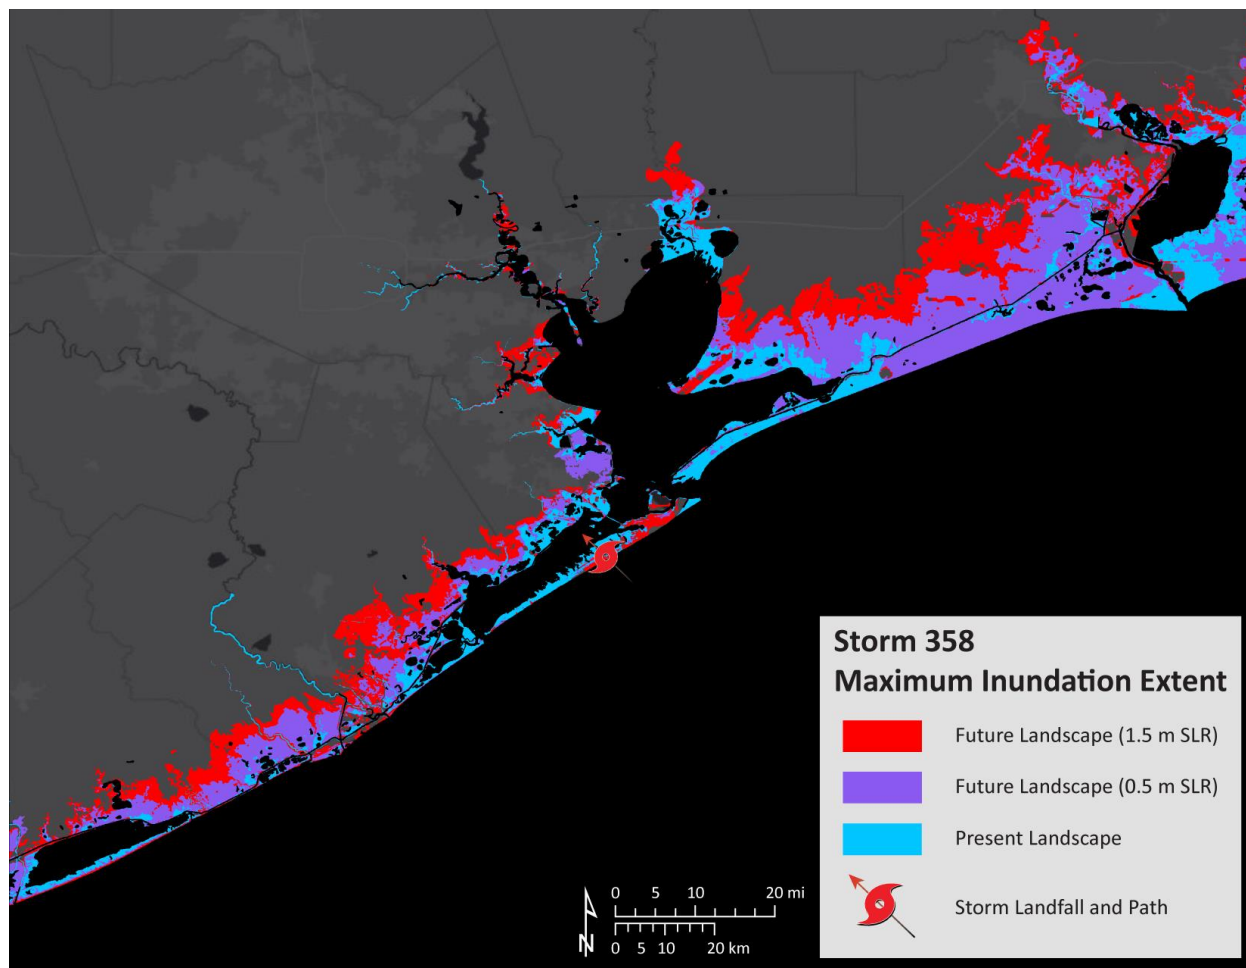 Storm 358
Maximum Inundation Extent
Future Landscape (1.5 m SLR)
Future Landscape (0.5 m SLR)
Present Landscape
Storm Landfall and Path
0 5 10 20 mi
N
0 5 10 20 km